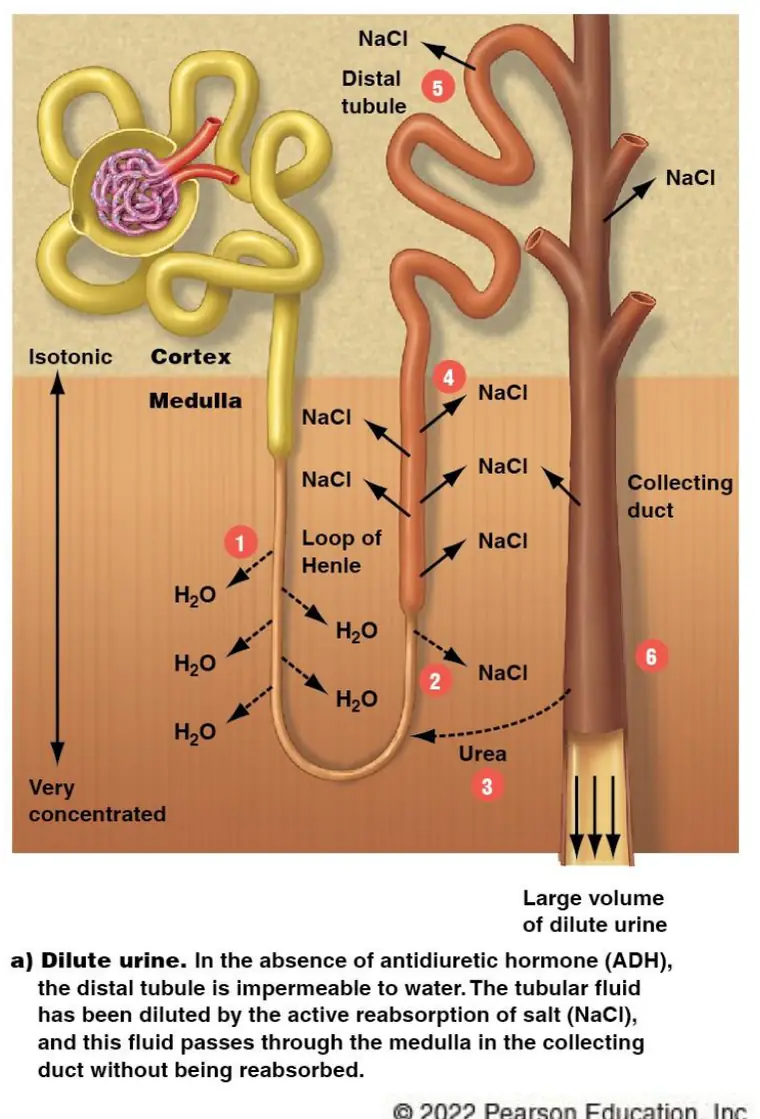 NaCl
Distal
tubule
5
NaCl
Isotonic
Cortex
Medulla
4
NaCl
NaCl
NaCl
NaCl
Collecting
duct
1
Loop of
Henle
NaCl
H₂O
H₂O
H₂O
6
2
NaCl
H₂O
H₂O
Urea
3
Very
concentrated
Large volume
of dilute urine
a) Dilute urine. In the absence of antidiuretic hormone (ADH),
the distal tubule is impermeable to water. The tubular fluid
has been diluted by the active reabsorption of salt (NaCl),
and this fluid passes through the medulla in the collecting
duct without being reabsorbed.
© 2022 Pearson Education, Inc